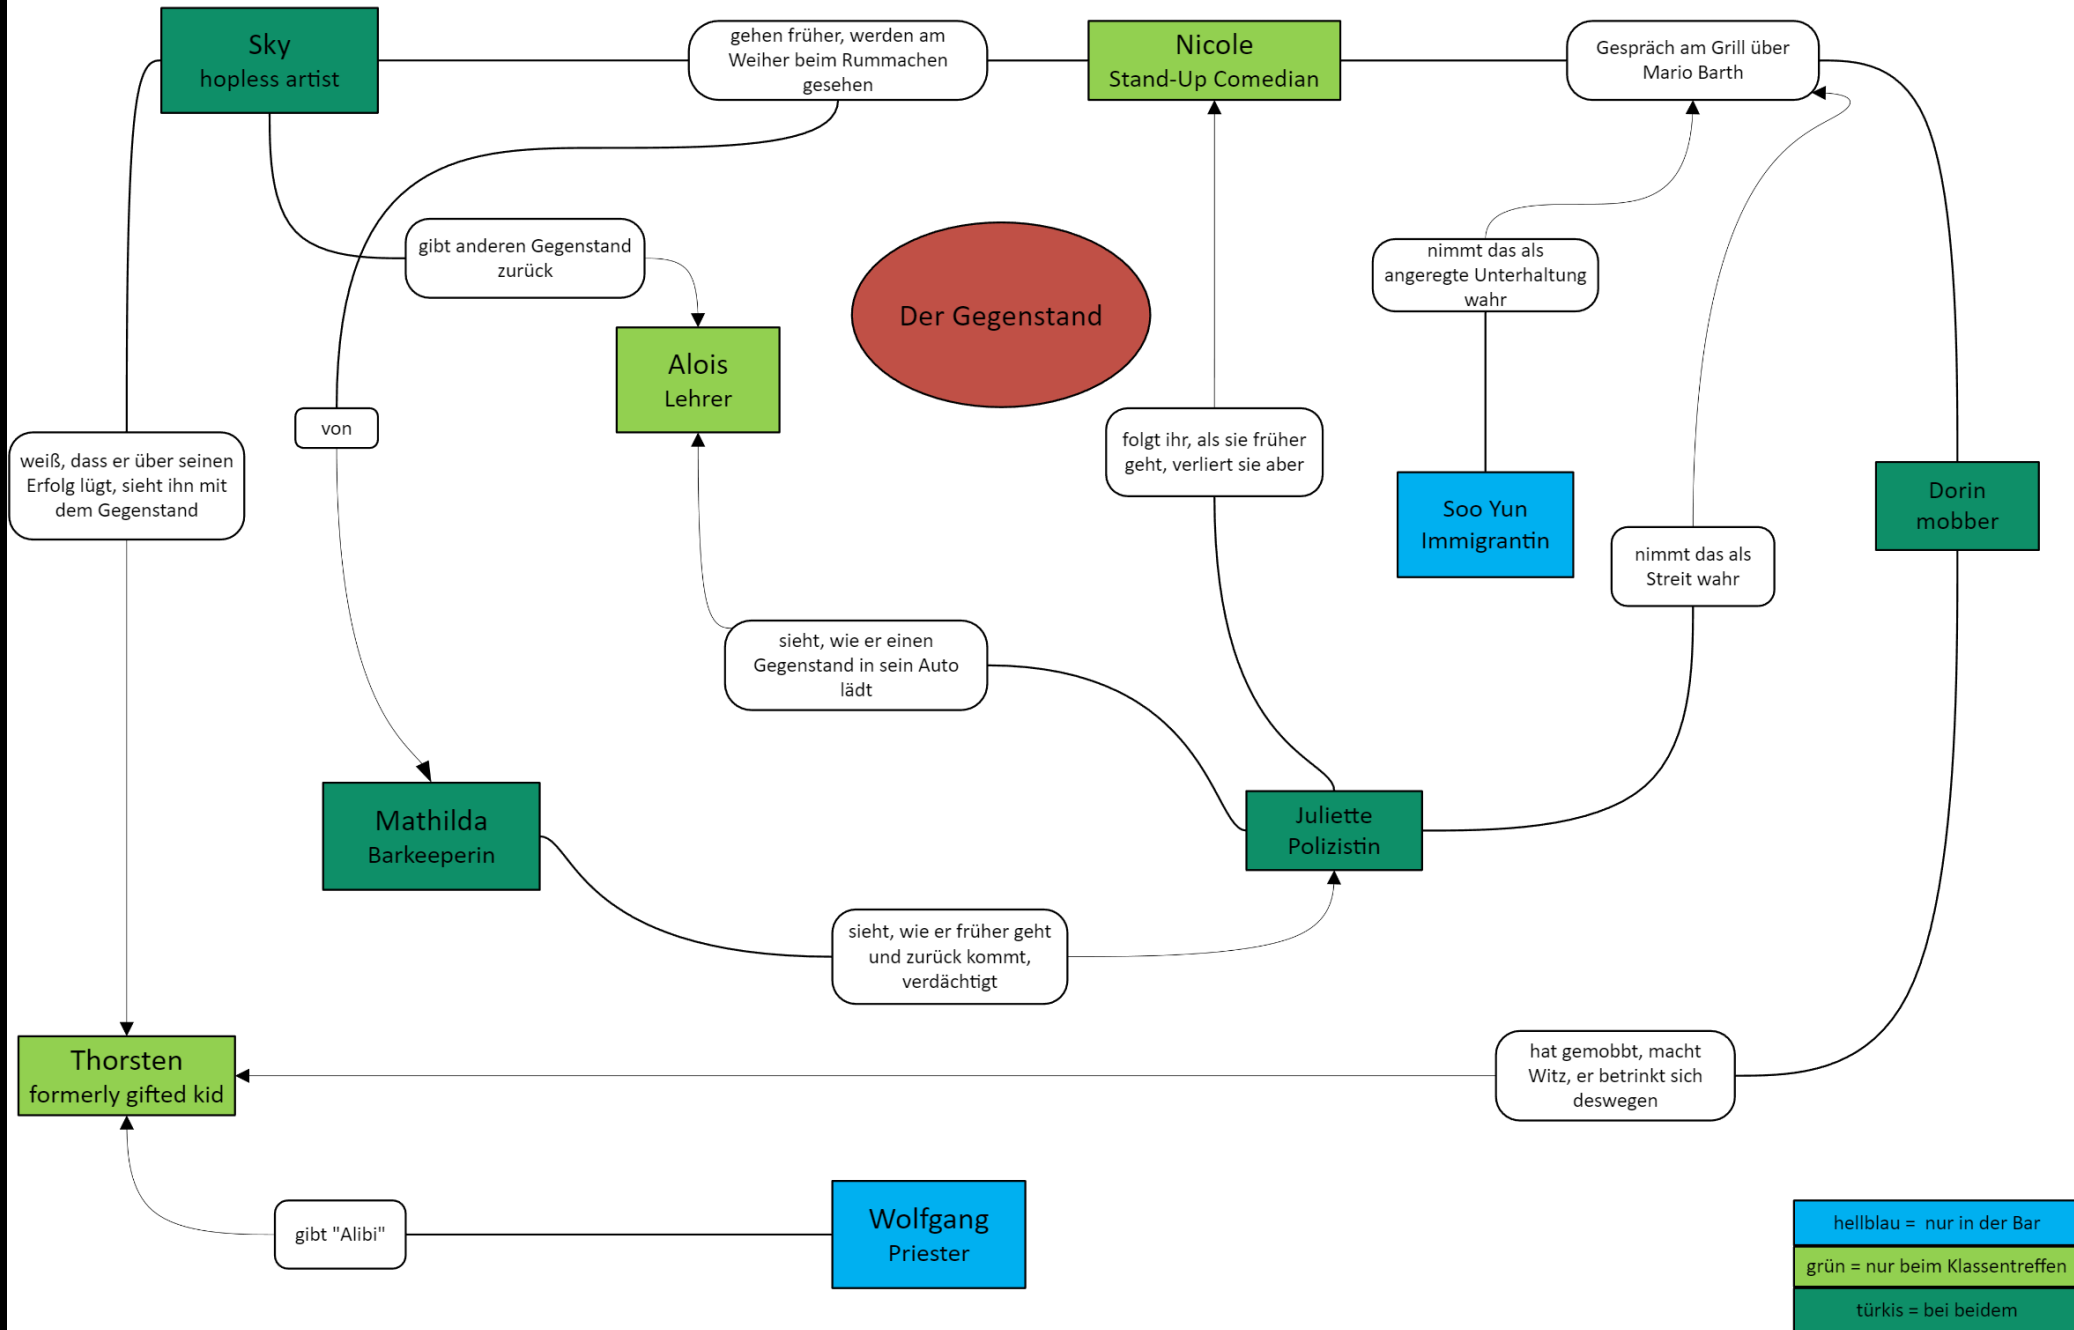 Sky
hopless artist
gehen früher, werden am
Weiher beim Rummachen
gesehen
Nicole
Stand-Up Comedian
Gespräch am Grill über
Mario Barth
gibt anderen Gegenstand
zurück
Der Gegenstand
nimmt das als
angeregte Unterhaltung
wahr
Alois
Lehrer
von
weiß, dass er über seinen
Erfolg lügt, sieht ihn mit
dem Gegenstand
folgt ihr, als sie früher
geht, verliert sie aber
Soo Yun
Immigrantin
Dorin
mobber
nimmt das als
Streit wahr
sieht, wie er einen
Gegenstand in sein Auto
lädt
Mathilda
Barkeeperin
Juliette
Polizistin
sieht, wie er früher geht
und zurück kommt,
verdächtigt
Thorsten
formerly gifted kid
hat gemobbt, macht
Witz, er betrinkt sich
deswegen
gibt "Alibi"
Wolfgang
Priester
hellblau = nur in der Bar
grün = nur beim Klassentreffen
türkis = bei beidem